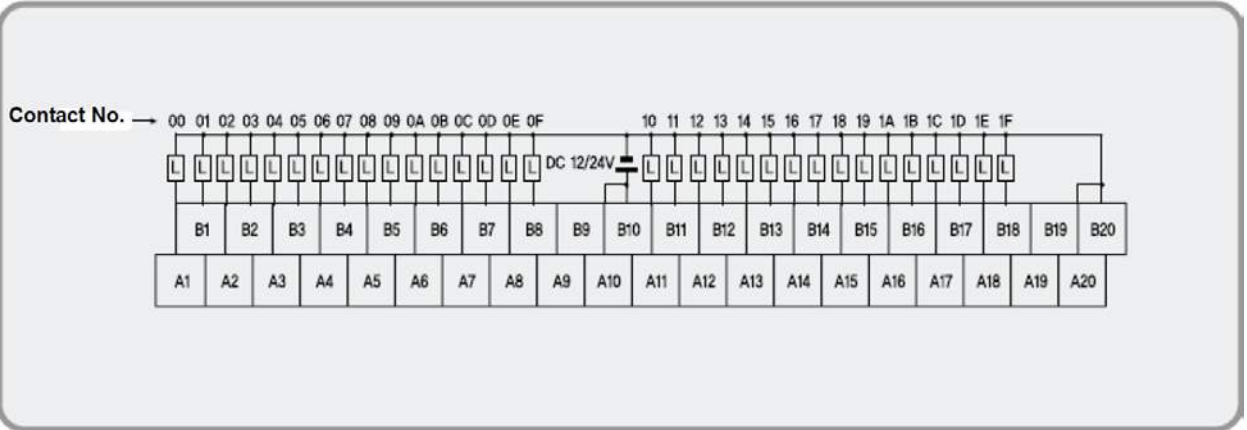 Contact No. 00 01 02 03 04 05 06 07 08 09 0A 0B 0C 0D 0E 0F 10 11 12 13 14 15 16 17 18 19 1A 1B 1C 1D 1E 1F
L L L L L L L L L L L L L L L L DC 12/24V L L L L L L L L L L L L L L L L
B1 B2 B3 B4 B5 B6 B7 B8 B9 B10 B11 B12 B13 B14 B15 B16 B17 B18 B19 B20
A1 A2 A3 A4 A5 A6 A7 A8 A9 A10 A11 A12 A13 A14 A15 A16 A17 A18 A19 A20